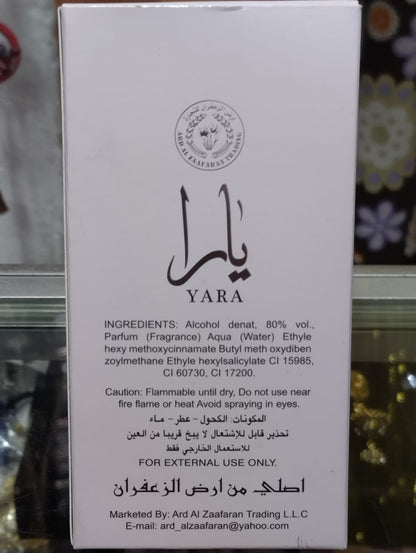 ارض الزعفران للتجارة
ARD AL ZAAFARAN TRADING
يارا
YARA
INGREDIENTS: Alcohol denat, 80% vol.,
Parfum (Fragrance) Aqua (Water) Ethyle
hexy methoxycinnamate Butyl meth oxydiben
zoylmethane Ethyle hexylsalicylate CI 15985,
CI 60730, CI 17200.
Caution: Flammable until dry, Do not use near
fire flame or heat Avoid spraying in eyes.
المكونات: الكحول - عطر - ماء
تحذير قابل للإشتعال لا يبخ قريبا من العين
للاستعمال الخارجي فقط
FOR EXTERNAL USE ONLY.
اصلي من ارض الزعفران
Marketed By: Ard Al Zaafaran Trading L.L.C
E-mail: ard_alzaafaran@yahoo.com